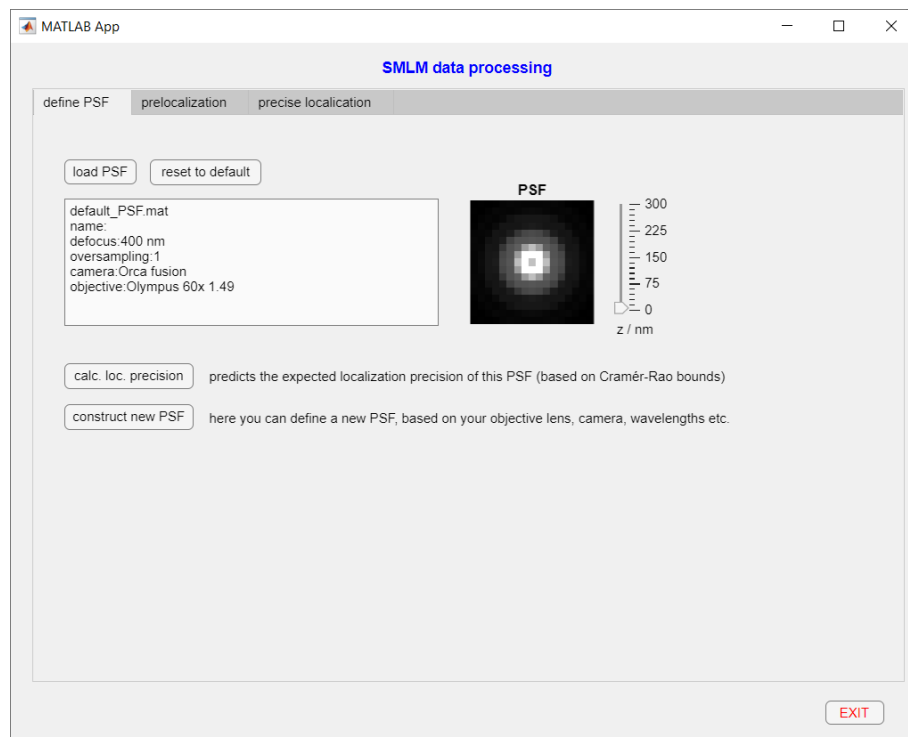 MATLAB App
SMLM data processing
define PSF
prelocalization
precise localication
load PSF
reset to default
default_PSF.mat
name:
defocus:400 nm
oversampling:1
camera:Orca fusion
objective:Olympus 60x 1.49
PSF
300
225
150
75
0
z / nm
calc. loc. precision
predicts the expected localization precision of this PSF (based on Cramér-Rao bounds)
construct new PSF
here you can define a new PSF, based on your objective lens, camera, wavelengths etc.
EXIT